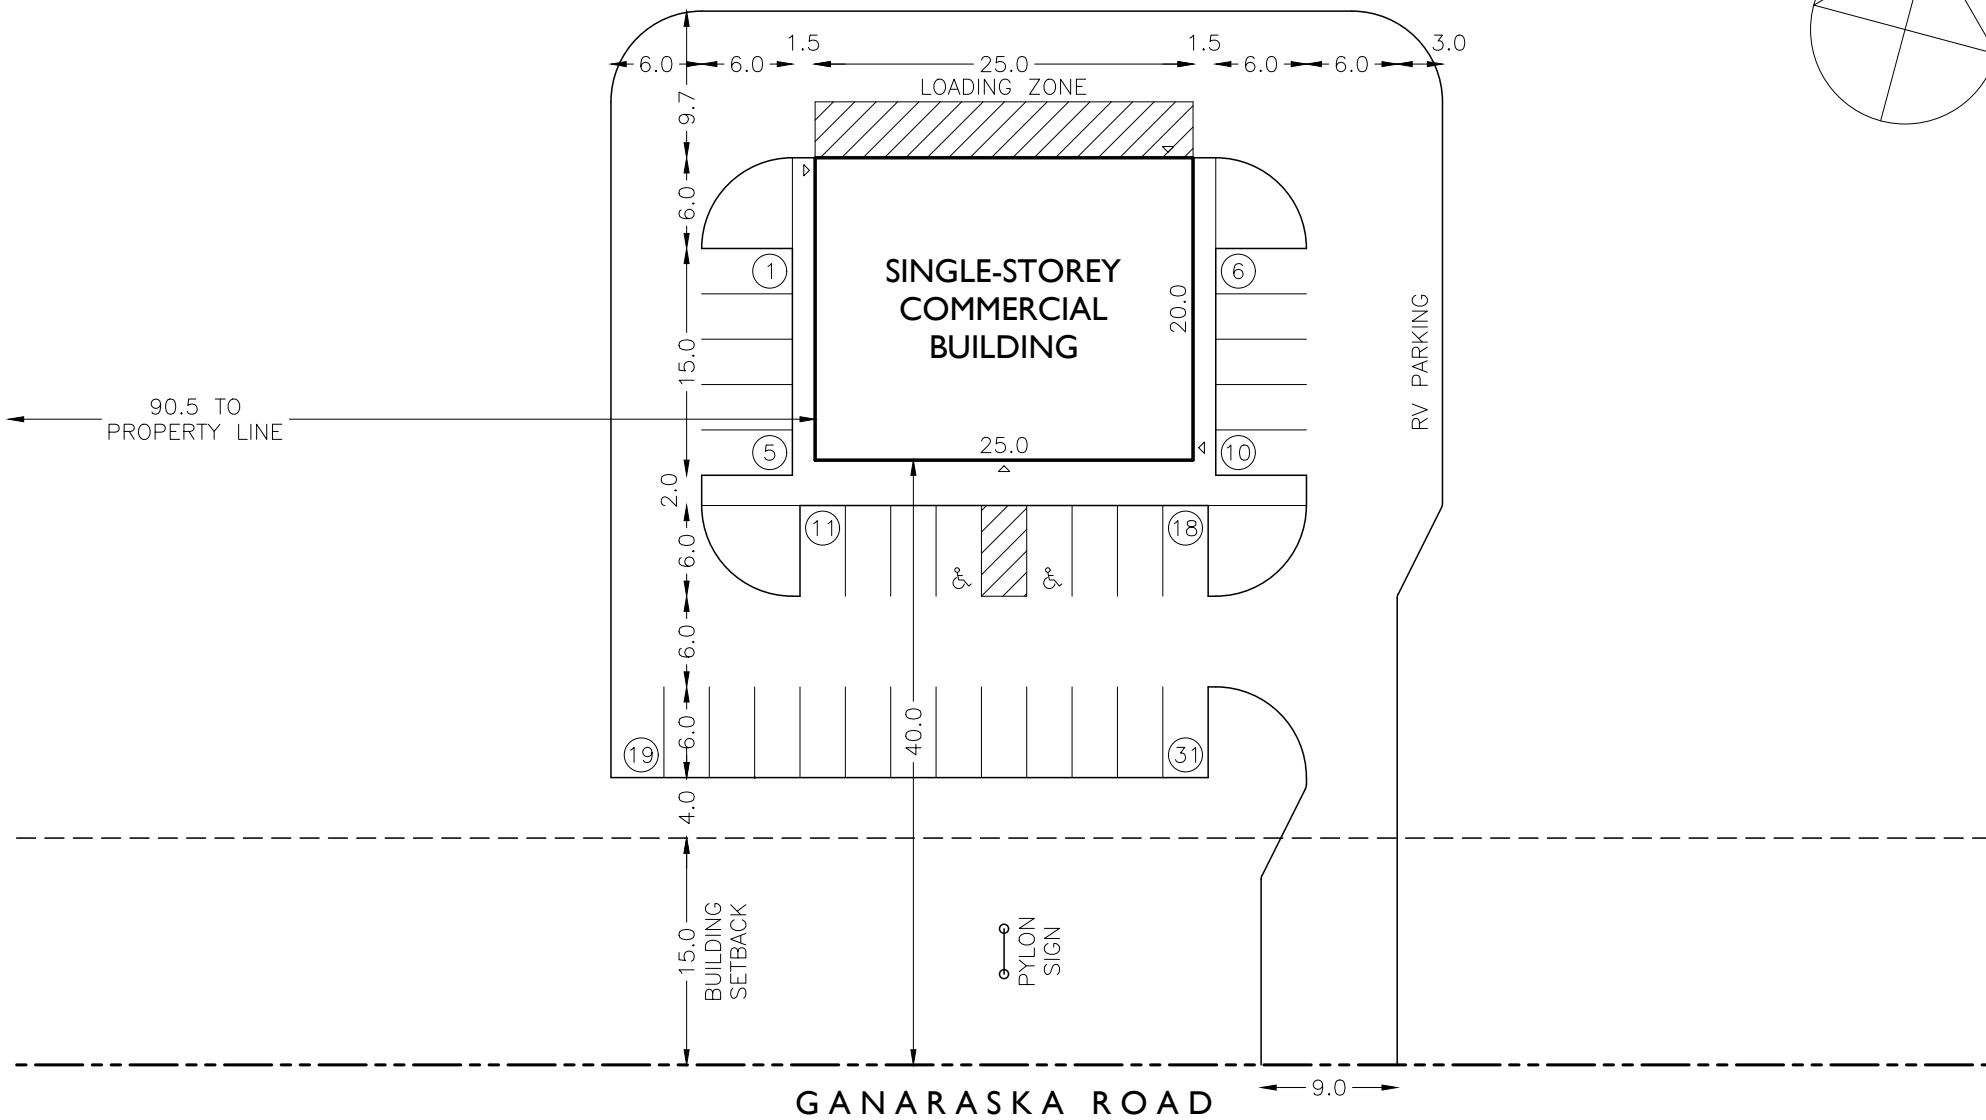 1.5
1.5
3.0
6.0
6.0
25.0
6.0
6.0
LOADING ZONE
9.7
6.0
SINGLE-STOREY
COMMERCIAL
BUILDING
1
6
20.0
15.0
RV PARKING
90.5 TO
PROPERTY LINE
25.0
5
10
2.0
11
18
6.0
6.0
6.0
40.0
19
31
4.0
15.0
BUILDING
SETBACK
PYLON
SIGN
9.0
GANARASKA ROAD